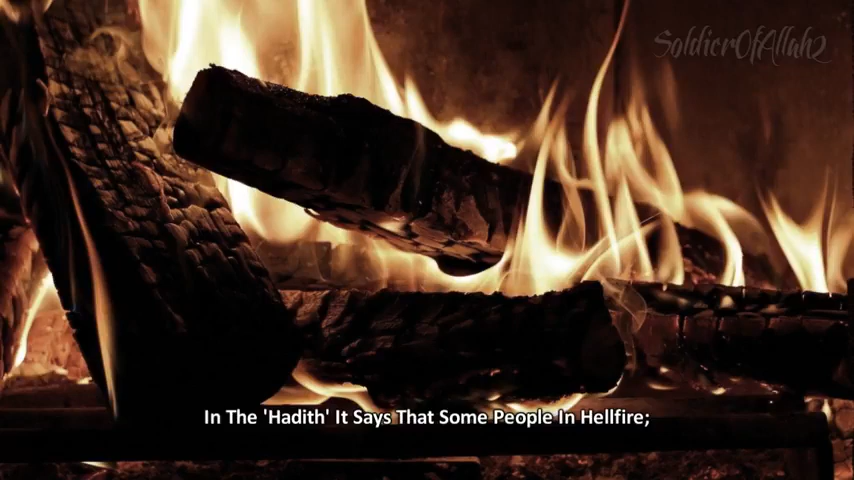 SoldierOfAllah2
In The 'Hadith' It Says That Some People In Hellfire;